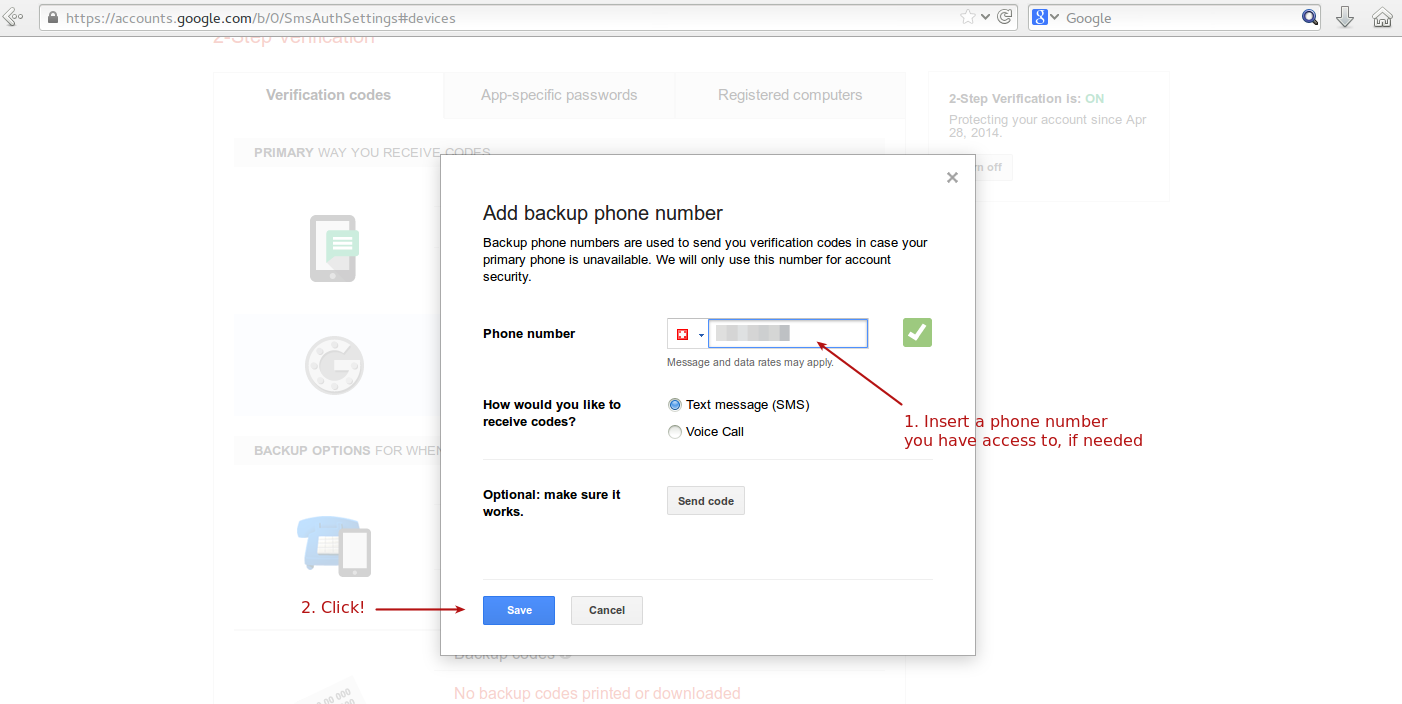 https://accounts.google.com/b/0/SmsAuthSettings#devices
Google
2-Step Verification
Verification codes
App-specific passwords
Registered computers
2-Step Verification is: ON
Protecting your account since Apr
28, 2014.
PRIMARY WAY YOU RECEIVE CODES
off
Add backup phone number
Backup phone numbers are used to send you verification codes in case your
primary phone is unavailable. We will only use this number for account
security.
Phone number
Message and data rates may apply.
How would you like to
receive codes?
Text message (SMS)
Voice Call
1. Insert a phone number
you have access to, if needed
BACKUP OPTIONS FOR WHEN
Optional: make sure it
works.
Send code
2. Click!
Save
Cancel
Backup codes
No backup codes printed or downloaded